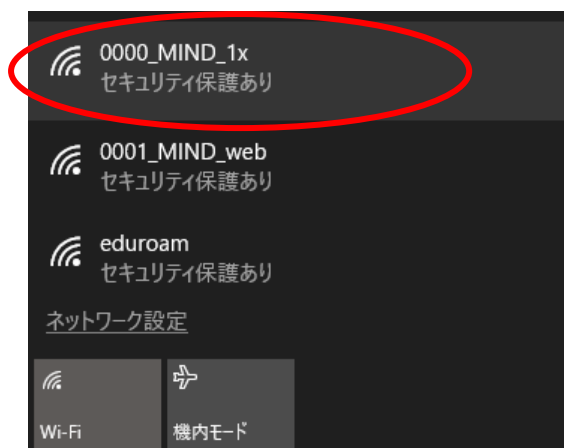 0000_MIND_1x
セキュリティ保護あり
0001_MIND_web
セキュリティ保護あり
eduroam
セキュリティ保護あり
ネットワーク設定
Wi-Fi
機内モード